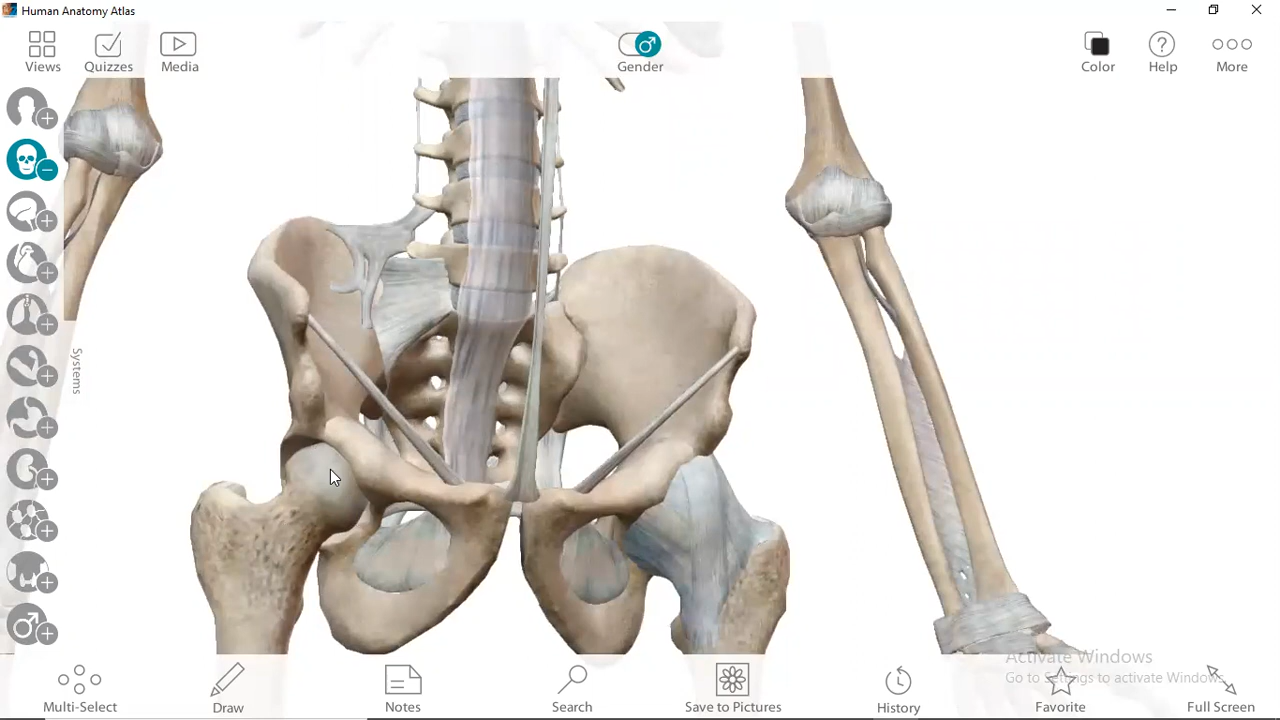 Human Anatomy Atlas
Views
Quizzes
Media
Gender
Color
Help
More
Systems
Activate Windows
Go to Settings to activate Windows.
Multi-Select
Draw
Notes
Search
Save to Pictures
History
Favorite
Full Screen